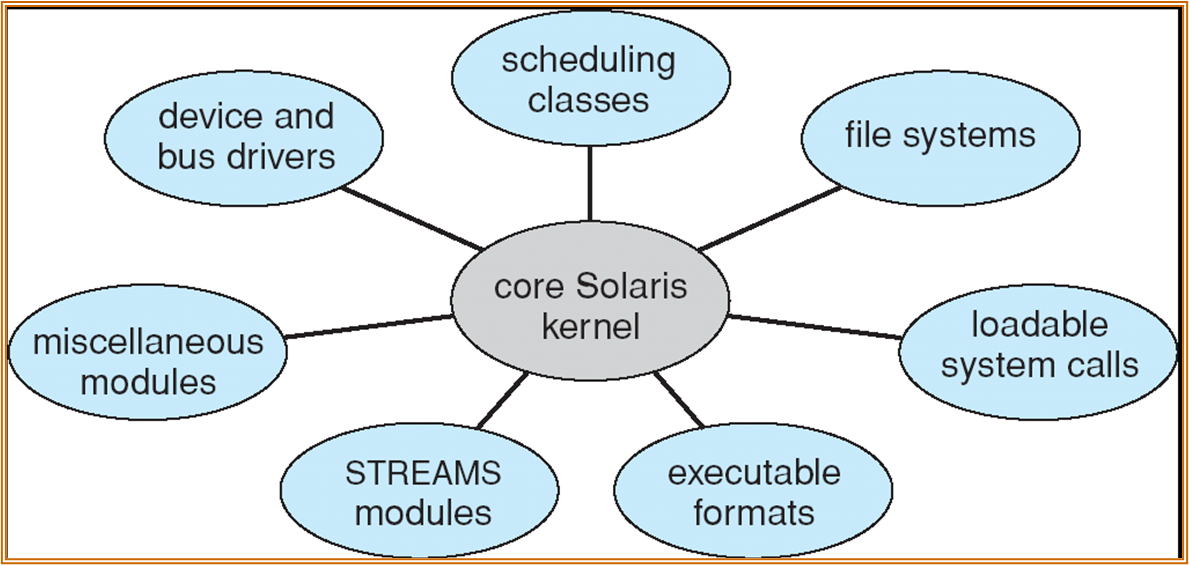 scheduling
classes
device and
bus drivers
file systems
core Solaris
kernel
loadable
system calls
miscellaneous
modules
STREAMS
modules
executable
formats